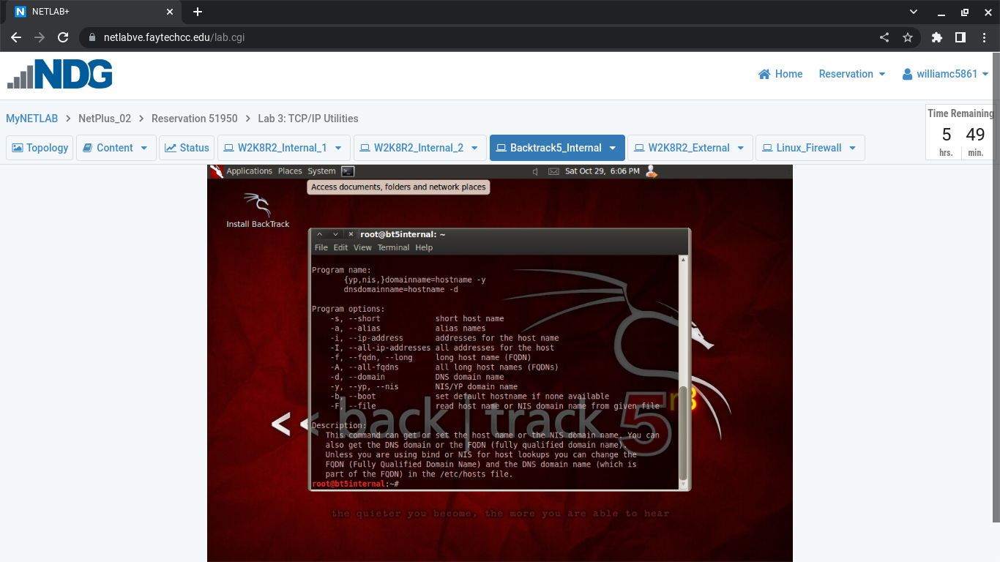 NETLAB+
netlabve.faytechcc.edu/lab.cgi
NDG
Home Reservation williamc5861
MyNETLAB > NetPlus_02 > Reservation 51950 > Lab 3: TCP/IP Utilities
Time Remaining
5 49
hrs. min.
Topology Content Status W2K8R2_Internal_1 W2K8R2_Internal_2 Backtrack5_Internal W2K8R2_External Linux_Firewall
Applications Places System Sat Oct 29, 6:06 PM
Access documents, folders and network places
Install BackTrack
root@bt5internal: ~
File Edit View Terminal Help
Program name:
{yp,nis,}domainname=hostname -y
dnsdomainname=hostname -d
Program options:
-s, --short short host name
-a, --alias alias names
-i, --ip-address addresses for the host name
-I, --all-ip-addresses all addresses for the host
-f, --fqdn, --long long host name (FQDN)
-A, --all-fqdns all long host names (FQDNs)
-d, --domain DNS domain name
-y, --yp, --nis NIS/YP domain name
-b, --boot set default hostname if none available
-F, --file read host name or NIS domain name from given file
Description:
This command can get or set the host name or the NIS domain name. You can
also get the DNS domain or the FQDN (fully qualified domain name).
Unless you are using bind or NIS for host lookups you can change the
FQDN (Fully Qualified Domain Name) and the DNS domain name (which is
part of the FQDN) in the /etc/hosts file.
root@bt5internal:~#
<< back | track 5 r3
the quieter you become, the more you are able to hear